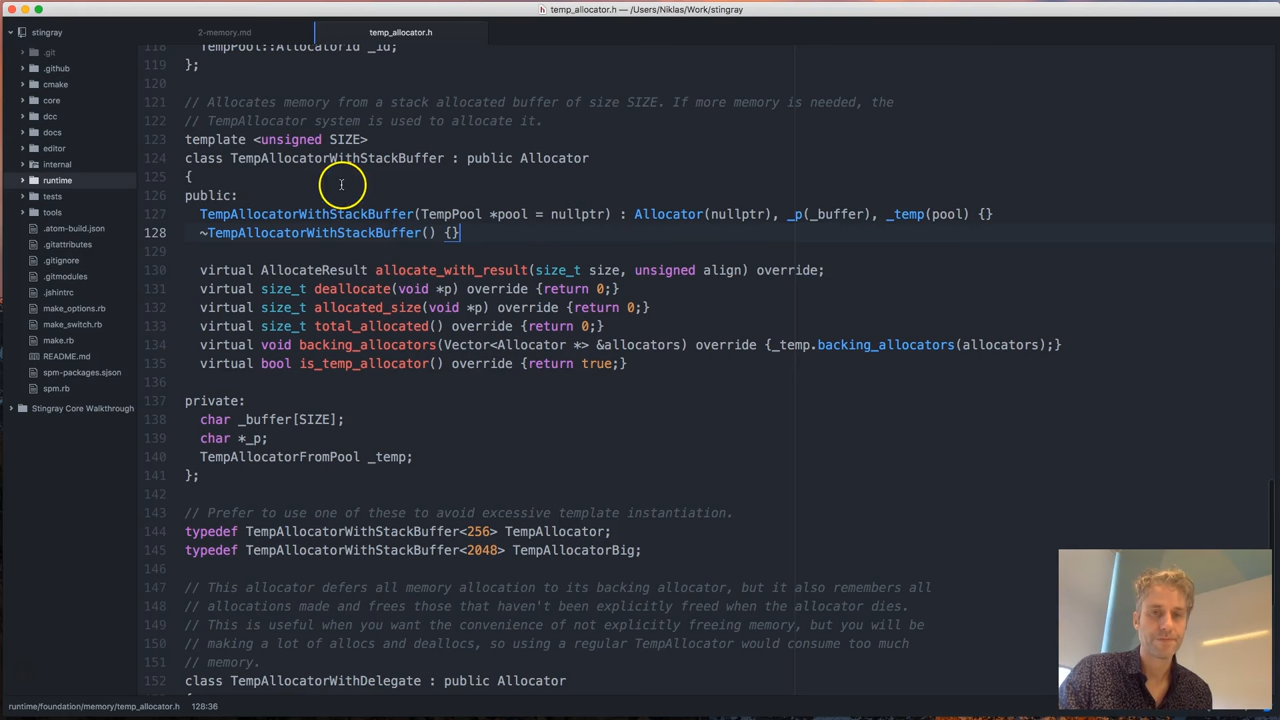 temp_allocator.h — /Users/Niklas/Work/stingray
stingray
2-memory.md
temp_allocator.h
.git
.github
cmake
core
dcc
docs
editor
internal
runtime
tests
tools
.atom-build.json
.gitattributes
.gitignore
.gitmodules
.jshintrc
make_options.rb
make_switch.rb
make.rb
README.md
spm-packages.sjson
spm.rb
Stingray Core Walkthrough
118 TempPool::AllocatorId _id;
119 };
120
121 // Allocates memory from a stack allocated buffer of size SIZE. If more memory is needed, the
122 // TempAllocator system is used to allocate it.
123 template <unsigned SIZE>
124 class TempAllocatorWithStackBuffer : public Allocator
125 {
126 public:
127 TempAllocatorWithStackBuffer(TempPool *pool = nullptr) : Allocator(nullptr), _p(_buffer), _temp(pool) {}
128 ~TempAllocatorWithStackBuffer() {}
129
130 virtual AllocateResult allocate_with_result(size_t size, unsigned align) override;
131 virtual size_t deallocate(void *p) override {return 0;}
132 virtual size_t allocated_size(void *p) override {return 0;}
133 virtual size_t total_allocated() override {return 0;}
134 virtual void backing_allocators(Vector<Allocator *> &allocators) override {_temp.backing_allocators(allocators);}
135 virtual bool is_temp_allocator() override {return true;}
136
137 private:
138 char _buffer[SIZE];
139 char *_p;
140 TempAllocatorFromPool _temp;
141 };
142
143 // Prefer to use one of these to avoid excessive template instantiation.
144 typedef TempAllocatorWithStackBuffer<256> TempAllocator;
145 typedef TempAllocatorWithStackBuffer<2048> TempAllocatorBig;
146
147 // This allocator defers all memory allocation to its backing allocator, but it also remembers all
148 // allocations made and frees those that haven't been explicitly freed when the allocator dies.
149 // This is useful when you want the convenience of not explicitly freeing memory, but you will be
150 // making a lot of allocs and deallocs, so using a regular TempAllocator would consume too much
151 // memory.
152 class TempAllocatorWithDelegate : public Allocator
runtime/foundation/memory/temp_allocator.h 128:36